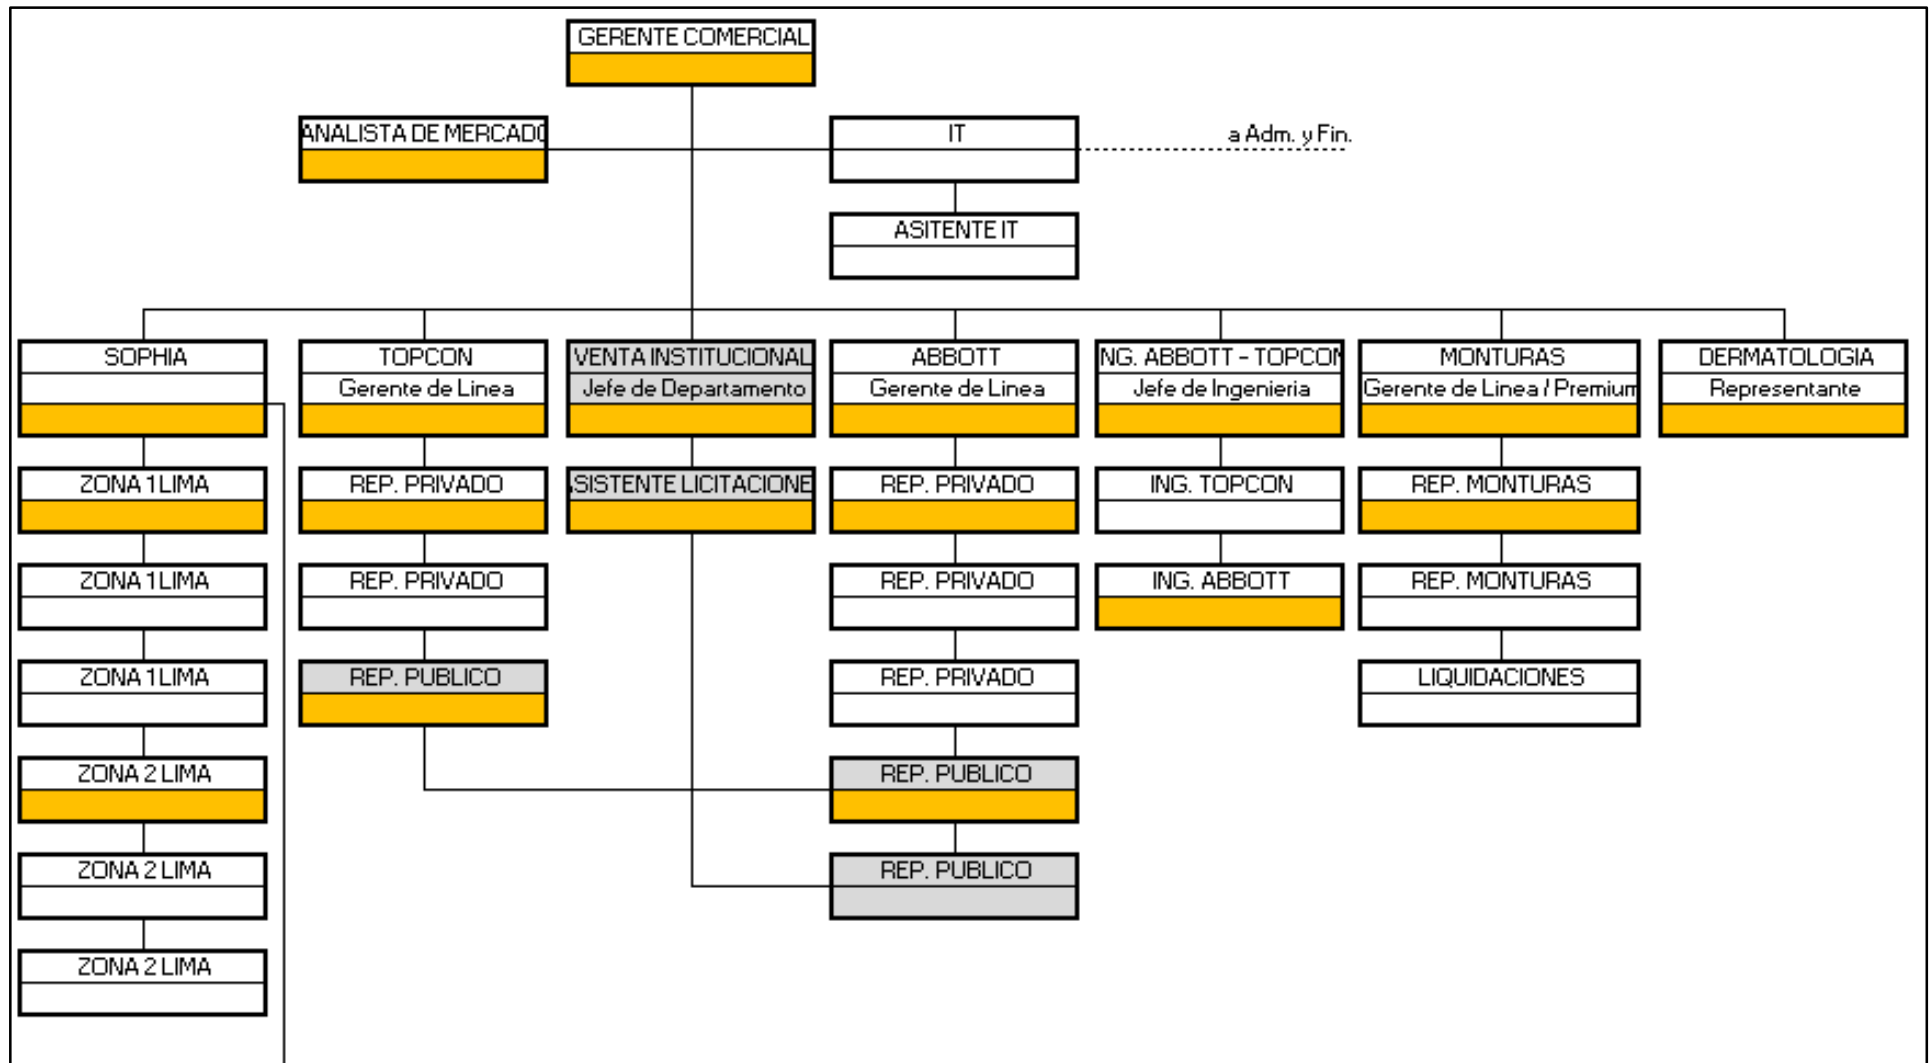 GERENTE COMERCIAL
ANALISTA DE MERCADO
IT
a Adm. y Fin.
ASITENTE IT
SOPHIA
TOPCON
Gerente de Linea
VENTA INSTITUCIONAL
Jefe de Departamento
ABBOTT
Gerente de Linea
NG. ABBOTT - TOPCON
Jefe de Ingenieria
MONTURAS
Gerente de Linea / Premium
DERMATOLOGIA
Representante
ZONA 1 LIMA
REP. PRIVADO
SISTENTE LICITACIONE
REP. PRIVADO
ING. TOPCON
REP. MONTURAS
ZONA 1 LIMA
REP. PRIVADO
REP. PRIVADO
ING. ABBOTT
REP. MONTURAS
ZONA 1 LIMA
REP. PUBLICO
REP. PRIVADO
LIQUIDACIONES
ZONA 2 LIMA
REP. PUBLICO
ZONA 2 LIMA
REP. PUBLICO
ZONA 2 LIMA